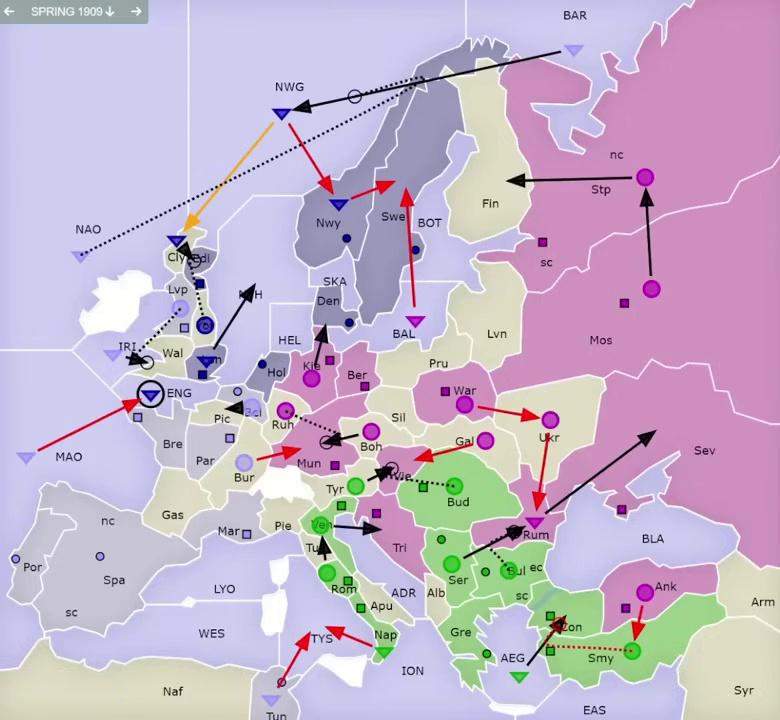 SPRING 1909
BAR
NWG
nc
Stp
Fin
Swe
Nwy
NAO
BOT
Cly
Edi
sc
SKA
Den
Lvp
NTH
BAL
Lvn
Mos
IRI
Wal
HEL
Kie
Ber
Pru
Hol
ENG
War
Pic
Bel
Ruh
Sil
Ukr
Bre
Par
Boh
Gal
MAO
Mun
Sev
Bur
Tyr
Vie
Bud
Gas
nc
Mar
Pie
Ven
Tri
Rum
BLA
Por
Spa
Tu
Ser
Bul
ec
Ank
sc
LYO
Rom
ADR
Alb
sc
Arm
Apu
Con
WES
TYS
Nap
Gre
Smy
AEG
ION
Naf
Syr
EAS
Tun